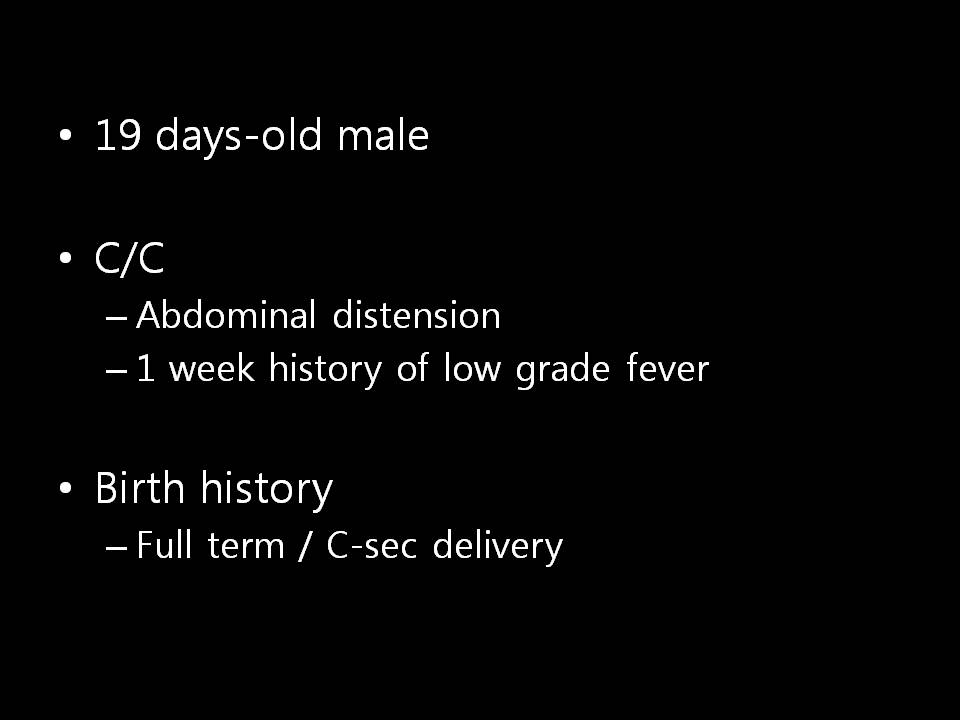 • 19 days-old male
• C/C
– Abdominal distension
– 1 week history of low grade fever
• Birth history
– Full term / C-sec delivery